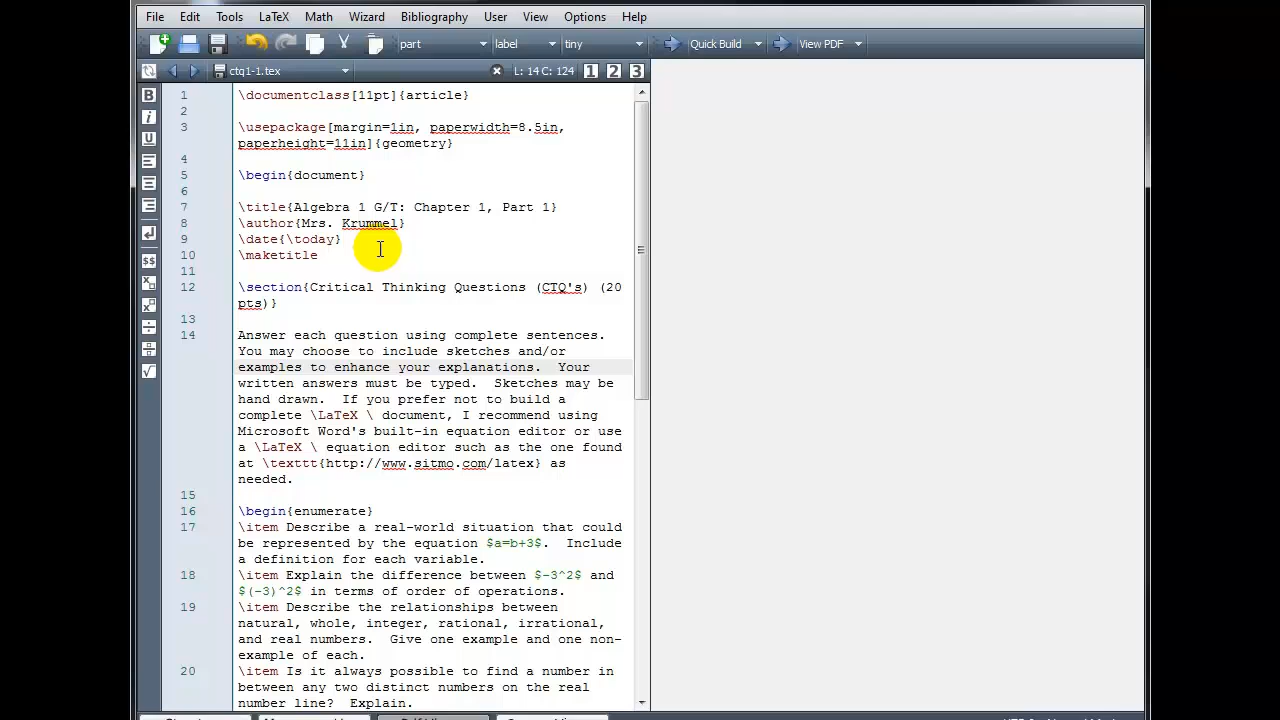 File Edit Tools LaTeX Math Wizard Bibliography User View Options Help
part label tiny Quick Build View PDF
ctq1-1.tex L: 14 C: 124 1 2 3
1 \documentclass[11pt]{article}
2
3 \usepackage[margin=1in, paperwidth=8.5in,
paperheight=11in]{geometry}
4
5 \begin{document}
6
7 \title{Algebra 1 G/T: Chapter 1, Part 1}
8 \author{Mrs. Krummel}
9 \date{\today}
10 \maketitle
11
12 \section{Critical Thinking Questions (CTQ's) (20
pts)}
13
14 Answer each question using complete sentences.
You may choose to include sketches and/or
examples to enhance your explanations.  Your
written answers must be typed.  Sketches may be
hand drawn.  If you prefer not to build a
complete \LaTeX \ document, I recommend using
Microsoft Word's built-in equation editor or use
a \LaTeX \ equation editor such as the one found
at \texttt{http://www.sitmo.com/latex} as
needed.
15
16 \begin{enumerate}
17 \item Describe a real-world situation that could
be represented by the equation $a=b+3$.  Include
a definition for each variable.
18 \item Explain the difference between $-3^2$ and
$(-3)^2$ in terms of order of operations.
19 \item Describe the relationships between
natural, whole, integer, rational, irrational,
and real numbers.  Give one example and one non-
example of each.
20 \item Is it always possible to find a number in
between any two distinct numbers on the real
number line?  Explain.